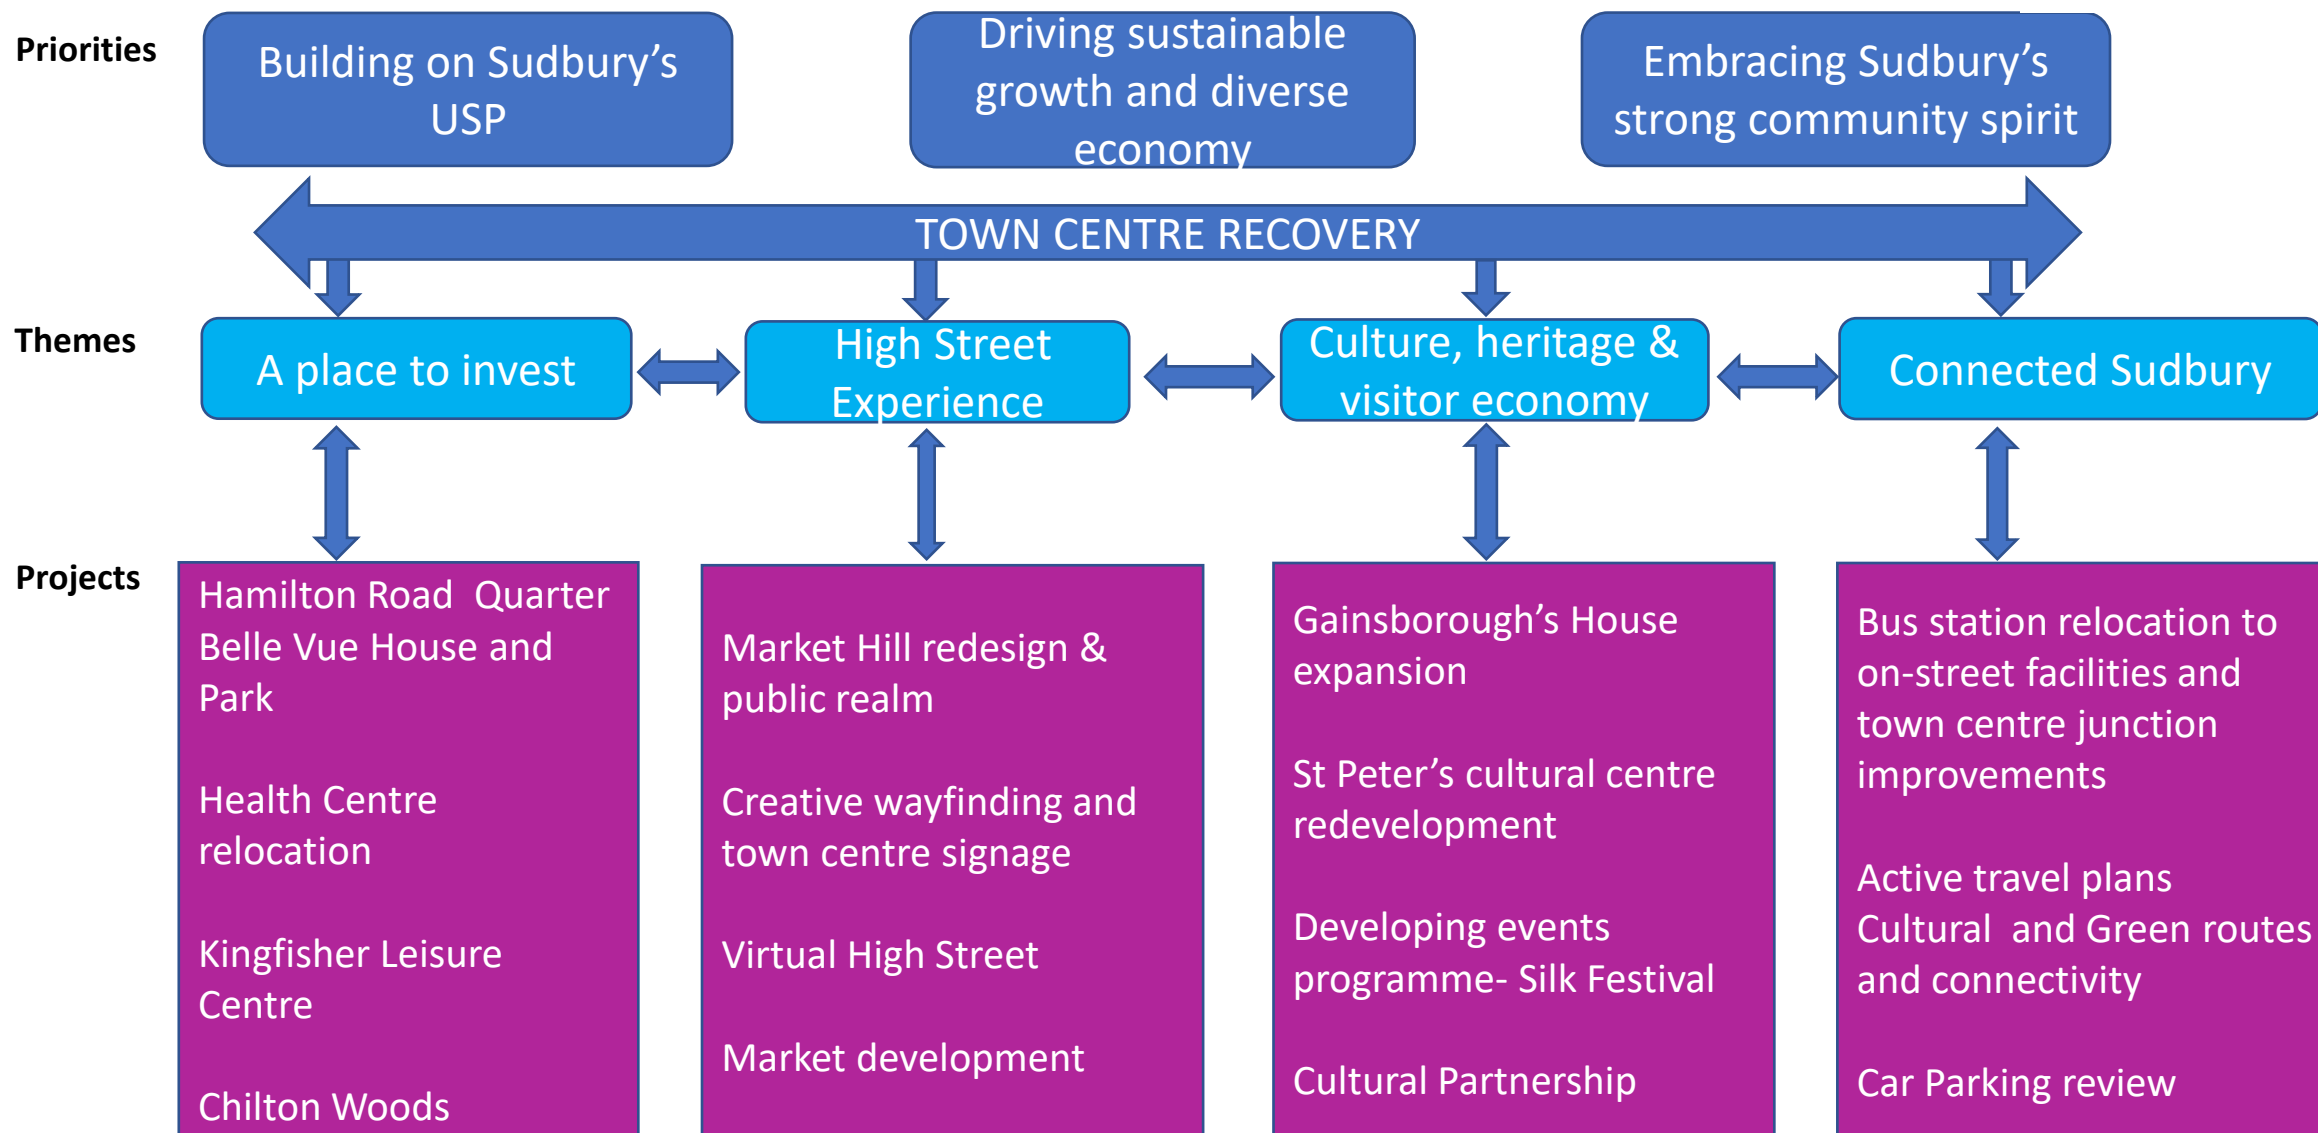 Priorities
Building on Sudbury’s
USP
Driving sustainable
growth and diverse
economy
Embracing Sudbury’s
strong community spirit
TOWN CENTRE RECOVERY
Themes
A place to invest
High Street
Experience
Culture, heritage &
visitor economy
Connected Sudbury
Projects
Hamilton Road  Quarter
Belle Vue House and
Park
Health Centre
relocation
Kingfisher Leisure
Centre
Chilton Woods
Market Hill redesign &
public realm
Creative wayfinding and
town centre signage
Virtual High Street
Market development
Gainsborough’s House
expansion
St Peter’s cultural centre
redevelopment
Developing events
programme- Silk Festival
Cultural Partnership
Bus station relocation to
on-street facilities and
town centre junction
improvements
Active travel plans
Cultural  and Green routes
and connectivity
Car Parking review